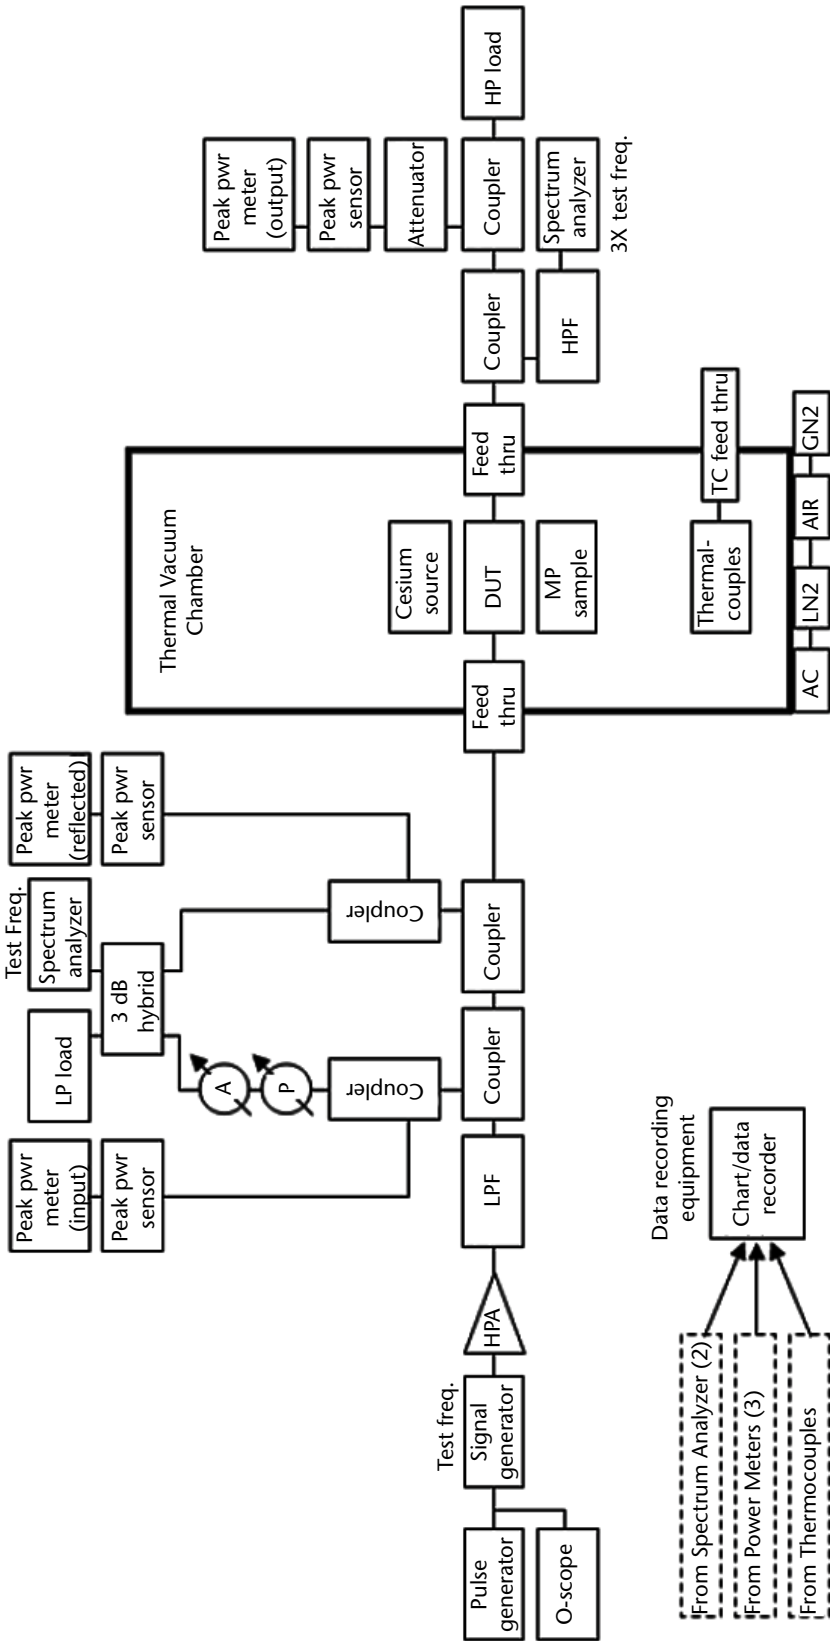 Peak pwr
meter
(input)
Peak pwr
sensor
LP load
Test Freq.
Spectrum
analyzer
3 dB
hybrid
Peak pwr
meter
(reflected)
Peak pwr
sensor
A
P
Coupler
Coupler
Test freq.
Pulse
generator
O-scope
Signal
generator
HPA
LPF
Coupler
Coupler
Feed
thru
Thermal Vacuum
Chamber
Cesium
source
DUT
MP
sample
Thermal-
couples
TC feed thru
Feed
thru
AC
LN2
AIR
GN2
Coupler
HPF
Peak pwr
meter
(output)
Peak pwr
sensor
Attenuator
Coupler
Spectrum
analyzer
3X test freq.
HP load
Data recording
equipment
Chart/data
recorder
From Spectrum Analyzer (2)
From Power Meters (3)
From Thermocouples